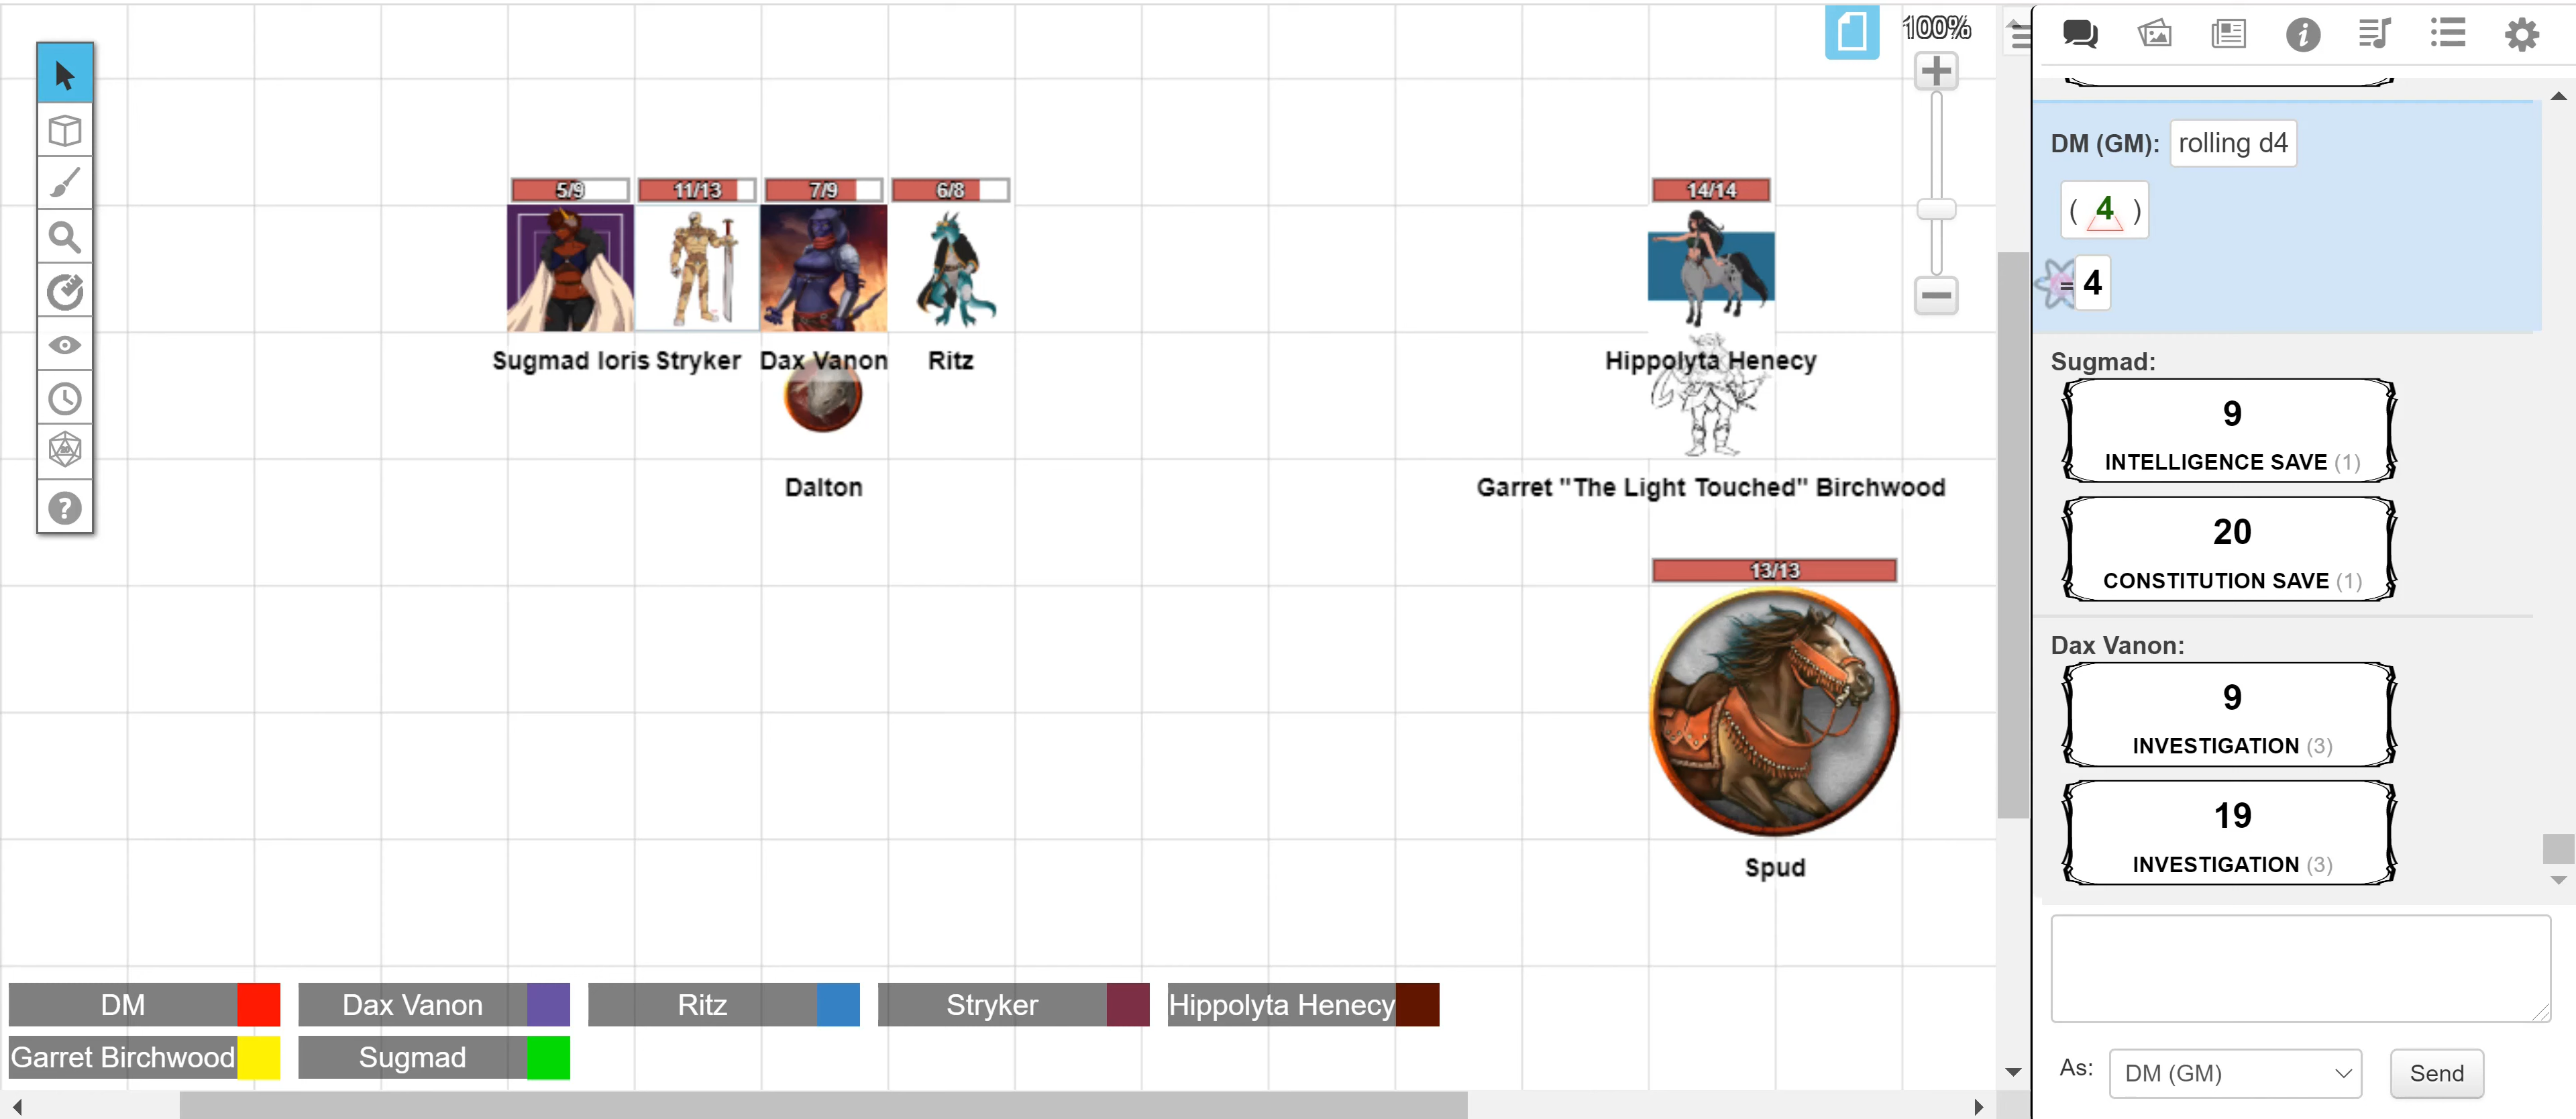 100%
5/9 11/13 7/9 6/8 14/14
Sugmad loris Stryker Dax Vanon Ritz Hippolyta Henecy
Dalton
Garret "The Light Touched" Birchwood
13/13
Spud
DM Dax Vanon Ritz Stryker Hippolyta Henecy
Garret Birchwood Sugmad
DM (GM): rolling d4
( 4 )
= 4
Sugmad:
9
INTELLIGENCE SAVE (1)
20
CONSTITUTION SAVE (1)
Dax Vanon:
9
INVESTIGATION (3)
19
INVESTIGATION (3)
As: DM (GM) Send